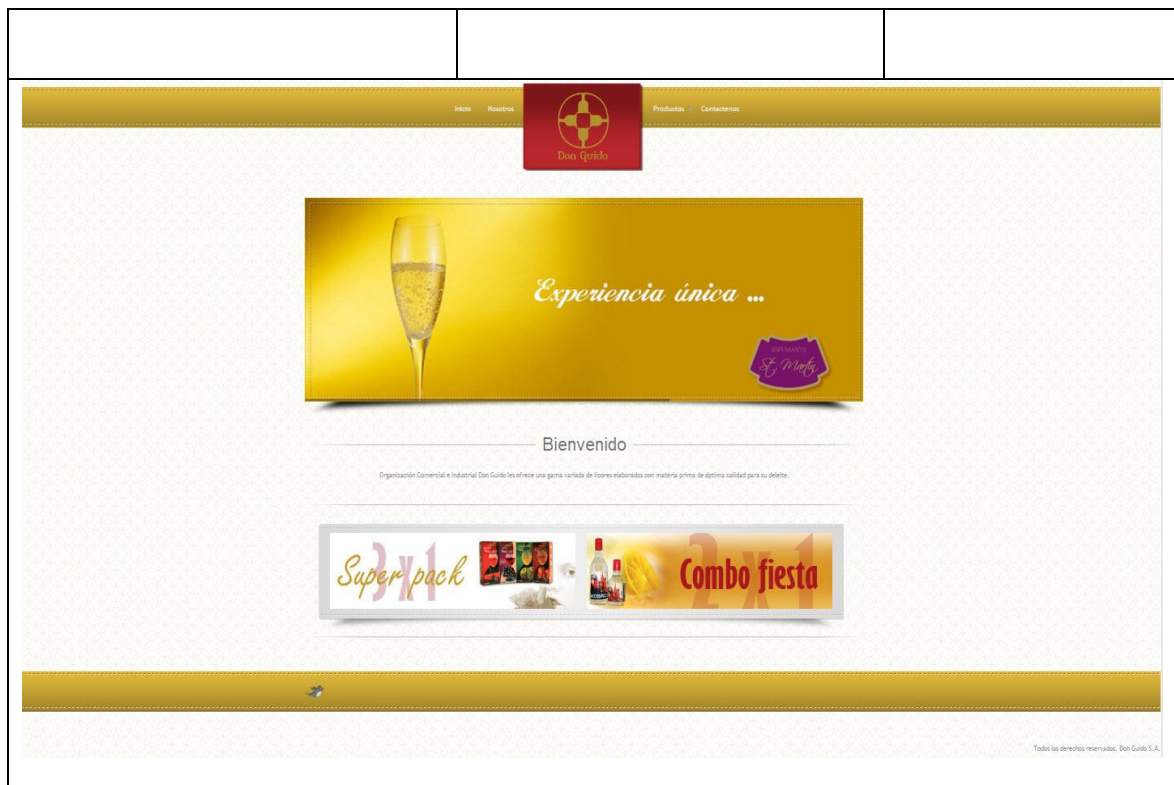 Inicio Nosotros Productos Contactenos
Don Guido
Experiencia única ...
ESPUMANTE
St. Martin
Bienvenido
Organización Comercial e Industrial Don Guido les ofrece una gama variada de licores elaborados con materia prima de óptima calidad para su deleite.
3x1
Super pack
2x1
Combo fiesta
Todos los derechos reservados. Don Guido S.A.